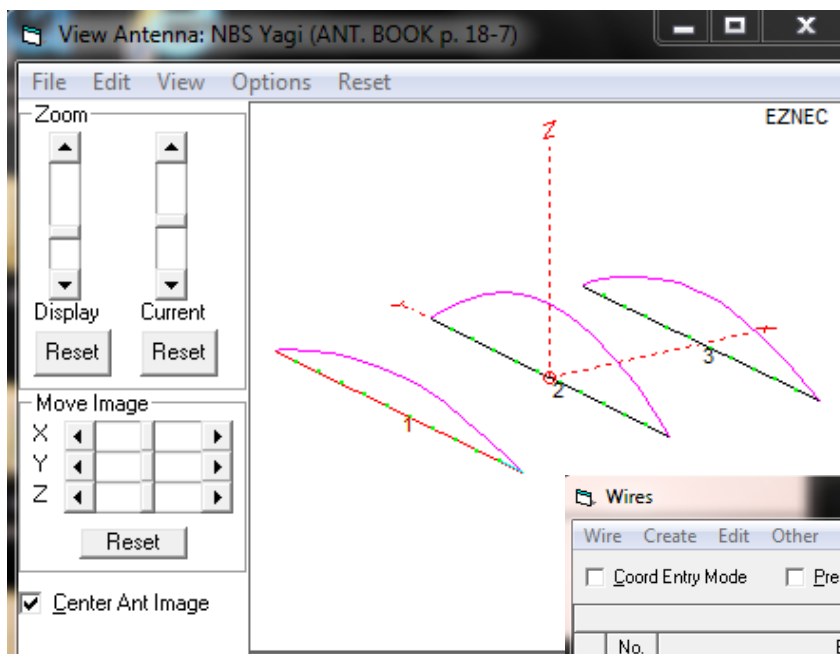 View Antenna: NBS Yagi (ANT. BOOK p. 18-7)
File Edit View Options Reset
Zoom
EZNEC
Z
Display Current
Reset Reset
1
2
3
Move Image
X
Y
Z
Reset
Center Ant Image
Wires
Wire Create Edit Other
Coord Entry Mode
No.